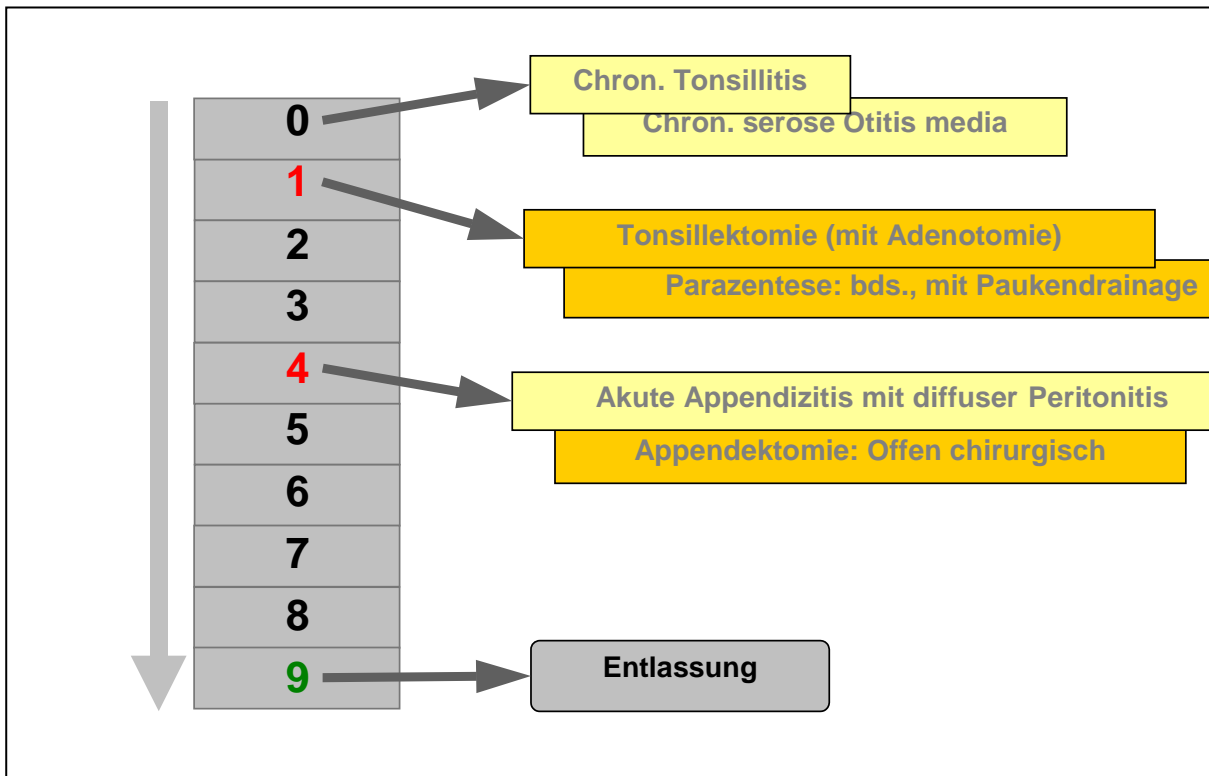 Chron. Tonsillitis
0
Chron. seröse Otitis media
1
Tonsillektomie (mit Adenotomie)
2
Parazentese: bds., mit Paukendrainage
3
4
Akute Appendizitis mit diffuser Peritonitis
5
Appendektomie: Offen chirurgisch
6
7
8
9
Entlassung